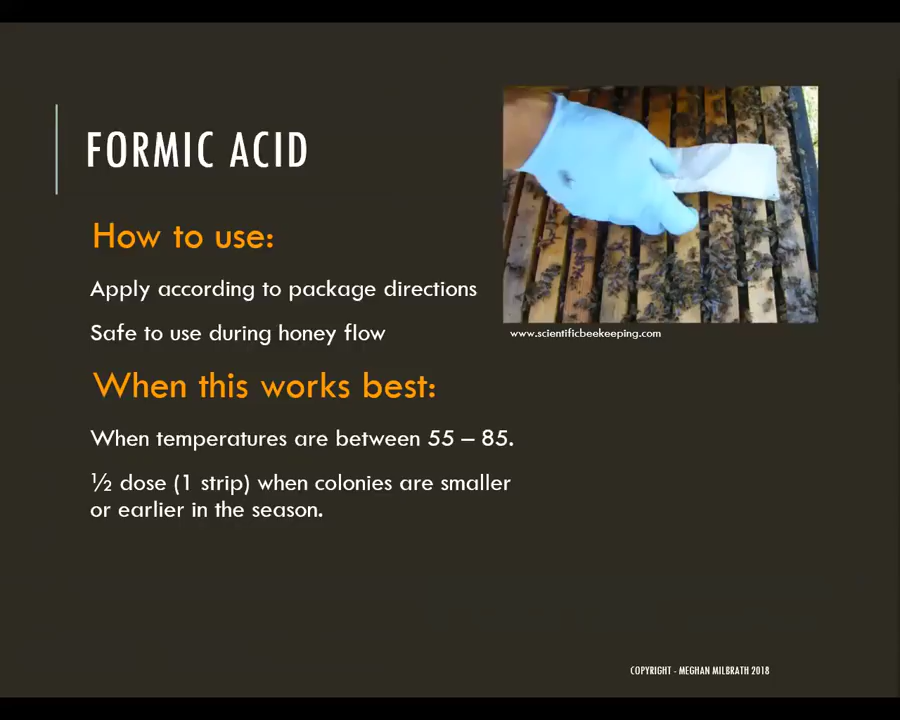 FORMIC ACID
How to use:
Apply according to package directions
Safe to use during honey flow
www.scientificbeekeeping.com
When this works best:
When temperatures are between 55 – 85.
½ dose (1 strip) when colonies are smaller
or earlier in the season.
COPYRIGHT - MEGHAN MILBRATH 2018